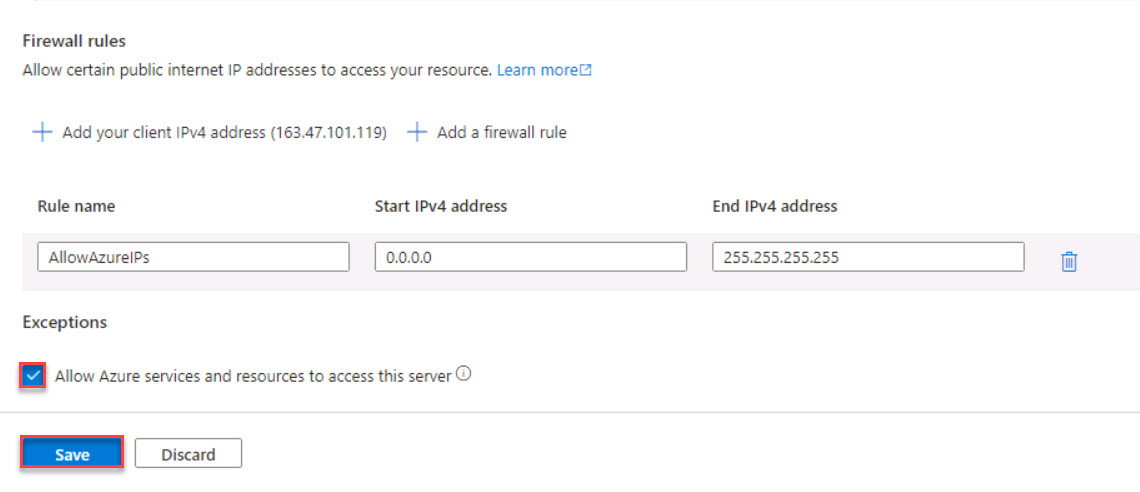 Firewall rules
Allow certain public internet IP addresses to access your resource. Learn more
Add your client IPv4 address (163.47.101.119) Add a firewall rule
Rule name Start IPv4 address End IPv4 address
AllowAzureIPs 0.0.0.0 255.255.255.255
Exceptions
Allow Azure services and resources to access this server
Save Discard